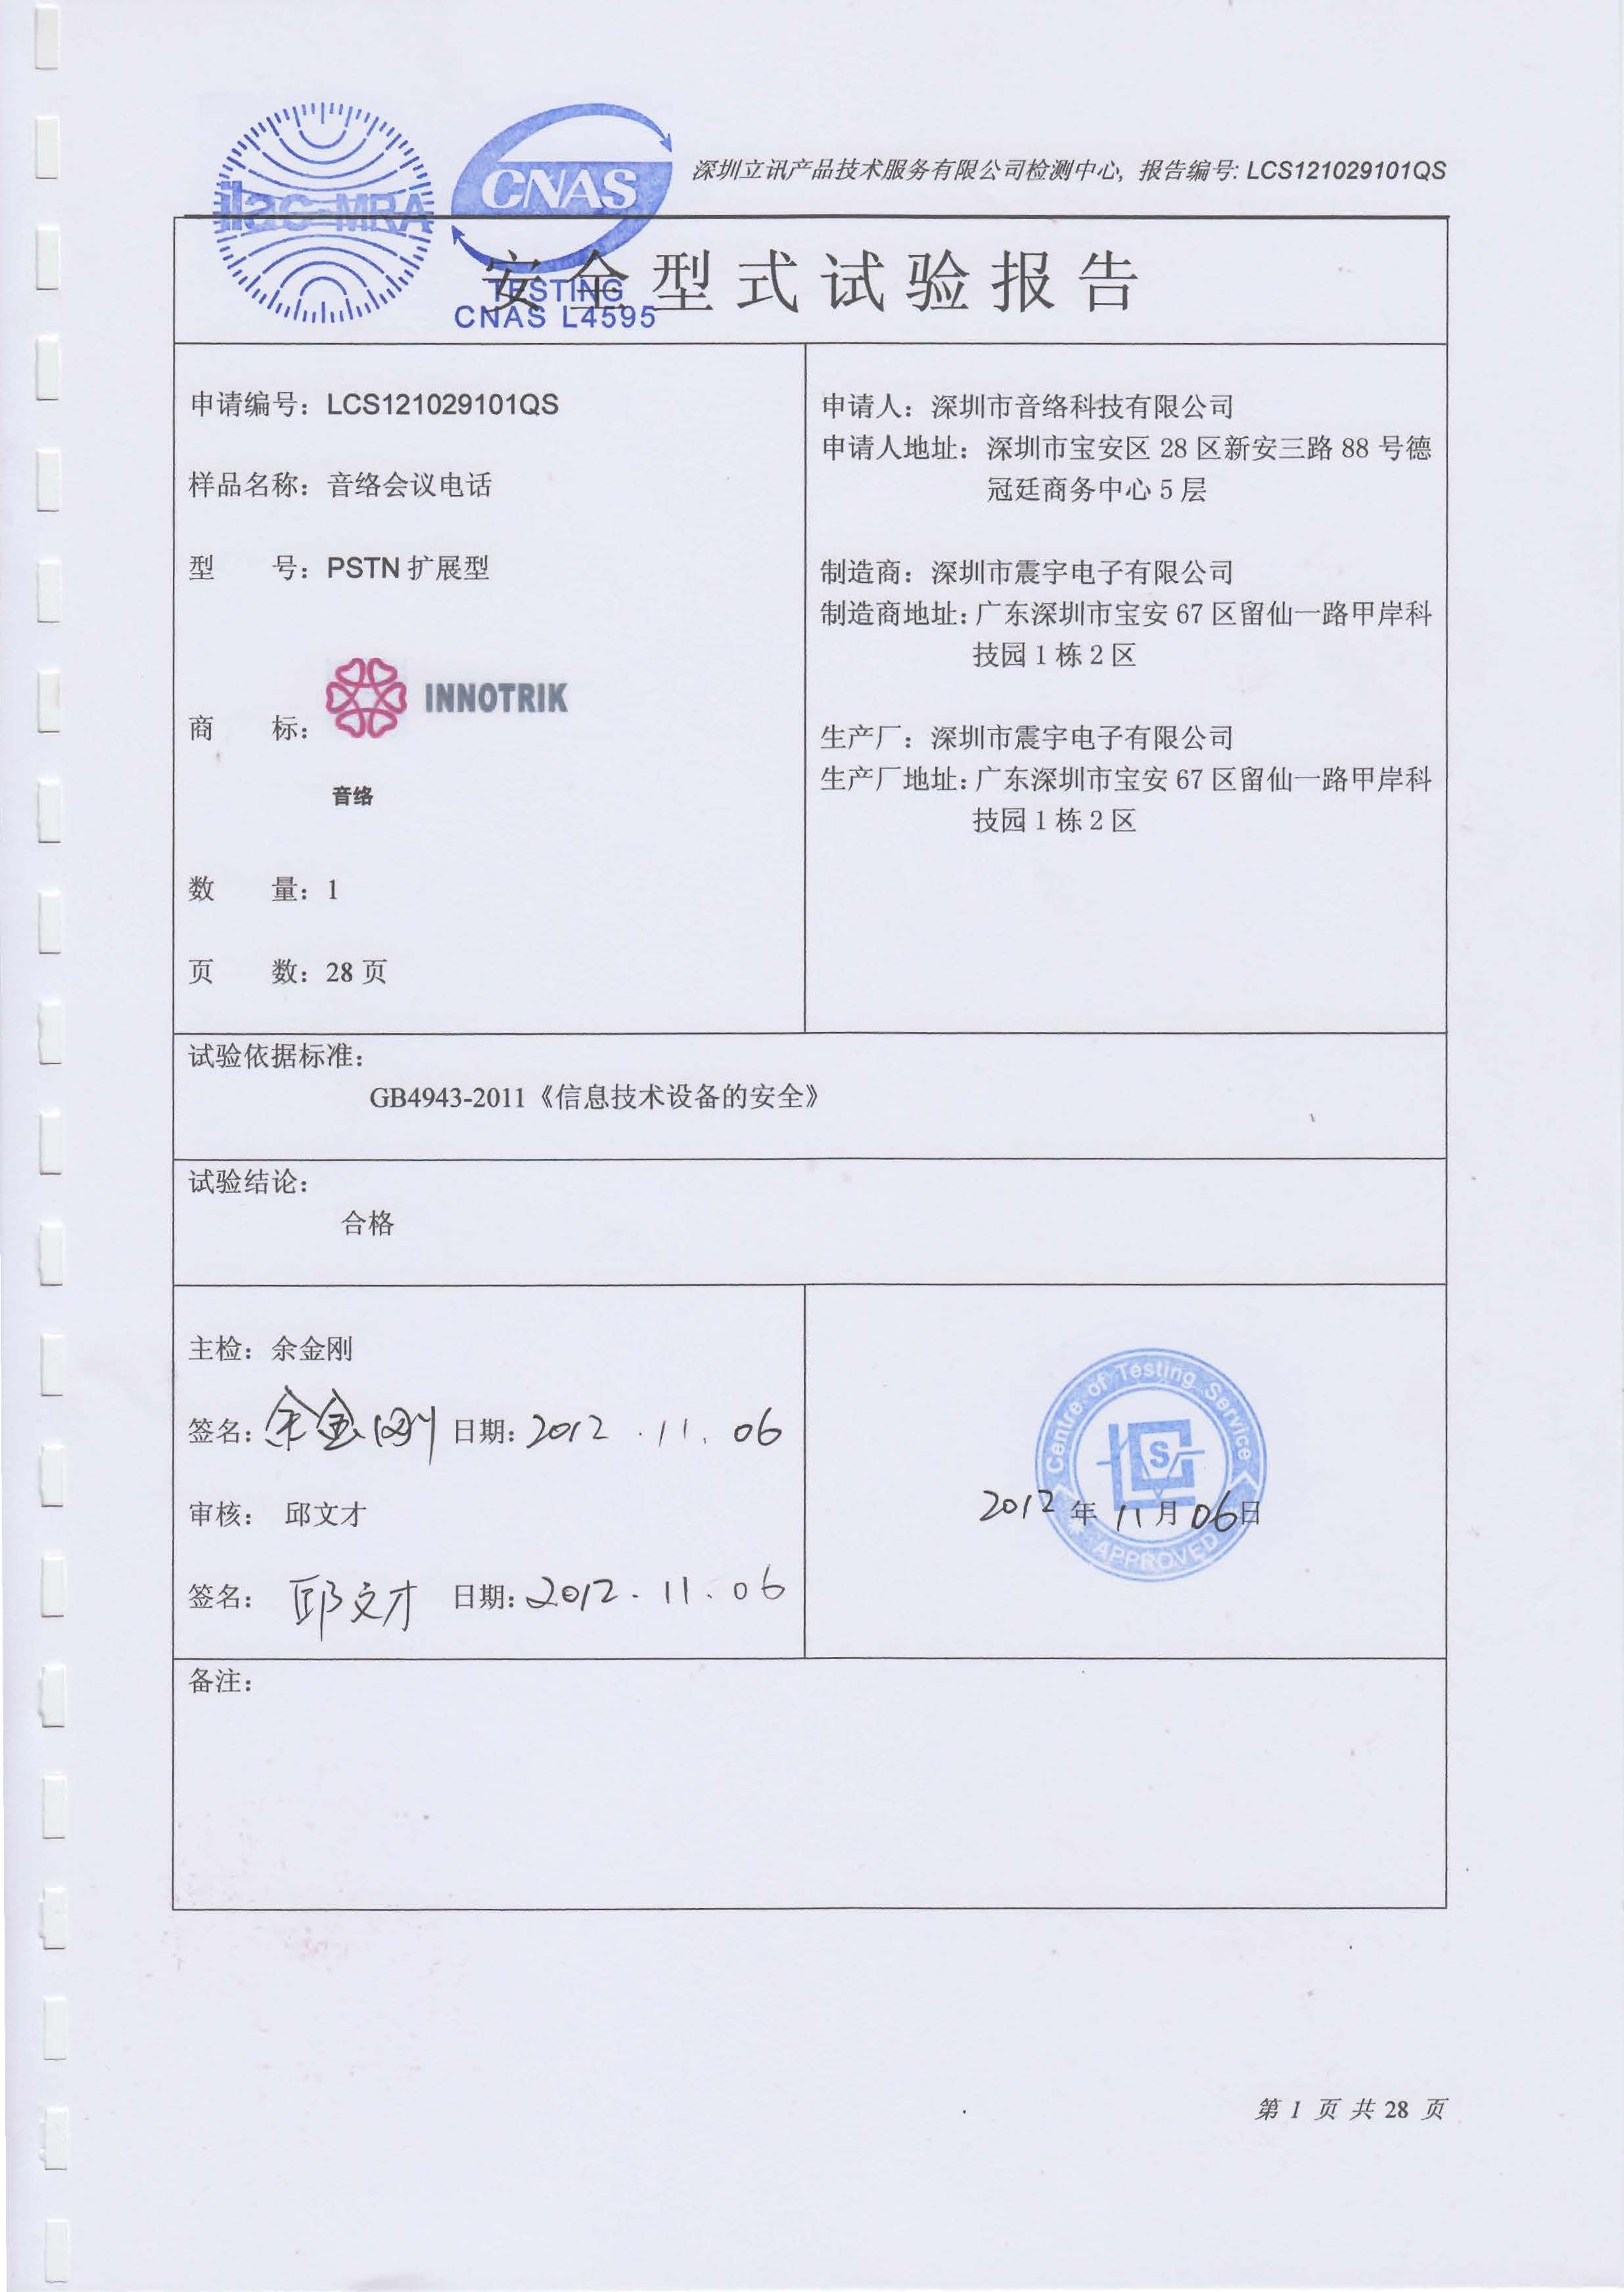 ilac-MRA
CNAS
TESTING
CNAS L4595
深圳立讯产品技术服务有限公司检测中心, 报告编号: LCS121029101QS
安全型式试验报告
申请编号: LCS121029101QS
样品名称: 音络会议电话
型 号: PSTN 扩展型
商 标:
INNOTRIK
音络
数 量: 1
页 数: 28 页
申请人: 深圳市音络科技有限公司
申请人地址: 深圳市宝安区 28 区新安三路 88 号德
冠廷商务中心 5 层
制造商: 深圳市震宇电子有限公司
制造商地址: 广东深圳市宝安 67 区留仙一路甲岸科
技园 1 栋 2 区
生产厂: 深圳市震宇电子有限公司
生产厂地址: 广东深圳市宝安 67 区留仙一路甲岸科
技园 1 栋 2 区
试验依据标准:
GB4943-2011《信息技术设备的安全》
试验结论:
合格
主检: 余金刚
签名: 余金刚 日期: 2012.11.06
审核: 邱文才
签名: 邱文才 日期: 2012.11.06
Centre of Testing Service
S
APPROVED
2012 年 11 月 06 日
备注:
第 1 页 共 28 页